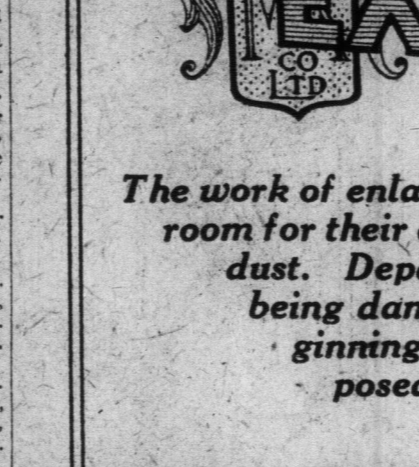 CO
LTD
The work of enla
room for their
dust. Depe
being dan
ginning
posed